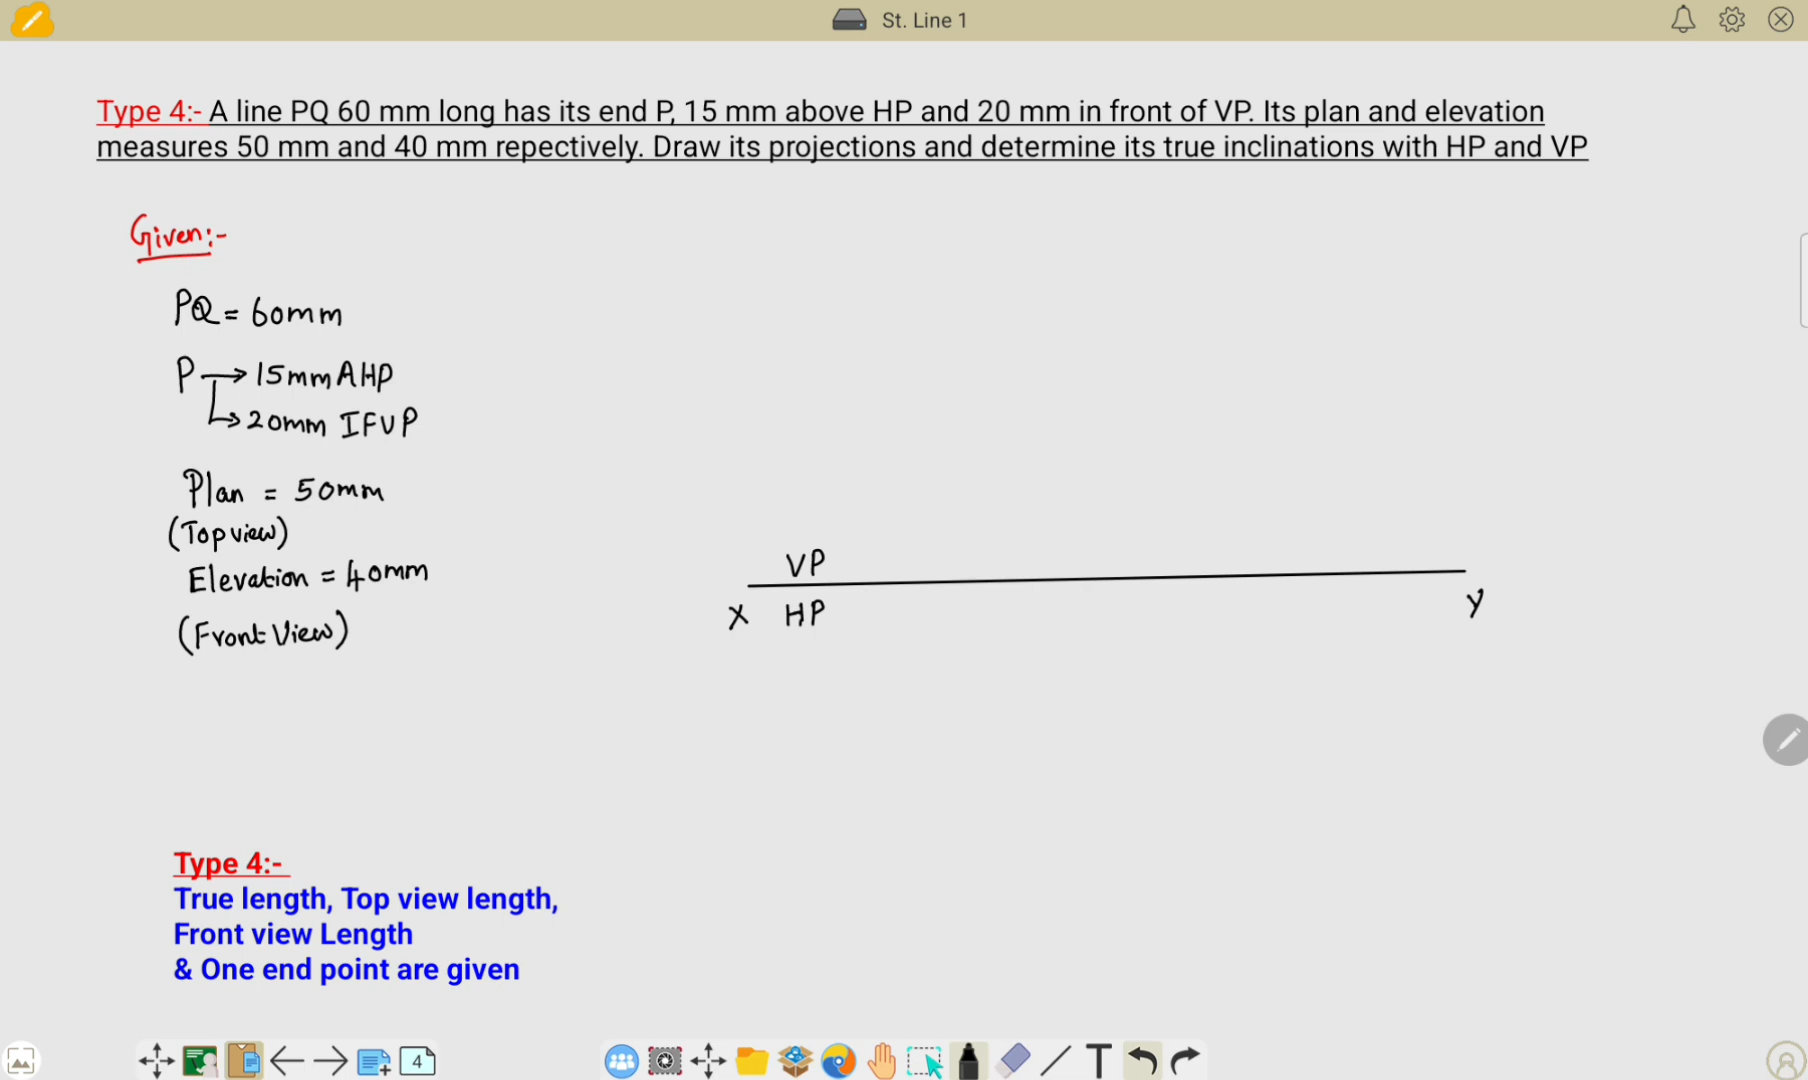 St. Line 1
Type 4:- A line PQ 60 mm long has its end P, 15 mm above HP and 20 mm in front of VP. Its plan and elevation
measures 50 mm and 40 mm repectively. Draw its projections and determine its true inclinations with HP and VP
Given:-
PQ = 60mm
P → 15mm AHP
↳ 20mm IFVP
Plan = 50mm
(Top view)
Elevation = 40mm
(Front View)
VP
X HP Y
Type 4:-
True length, Top view length,
Front view Length
& One end point are given
4
T